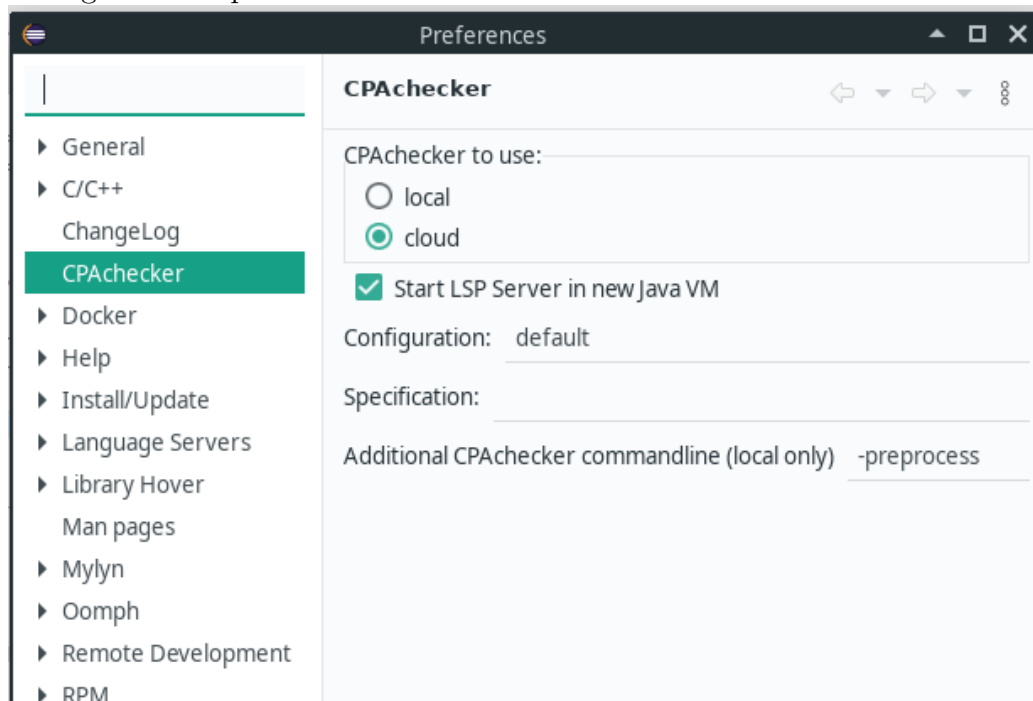 Preferences
CPAchecker
General
C/C++
ChangeLog
CPAchecker
Docker
Help
Install/Update
Language Servers
Library Hover
Man pages
Mylyn
Oomph
Remote Development
RPM
CPAchecker to use:
local
cloud
Start LSP Server in new Java VM
Configuration: default
Specification:
Additional CPAchecker commandline (local only) -preprocess